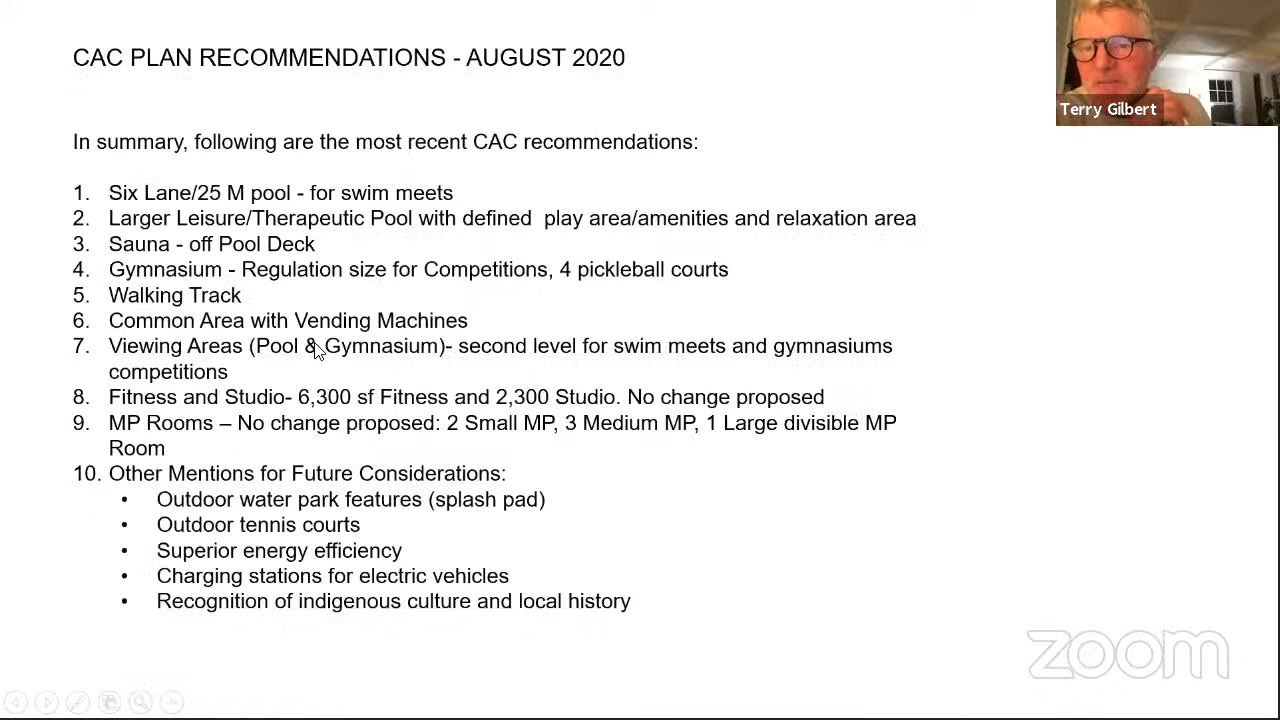 CAC PLAN RECOMMENDATIONS - AUGUST 2020
Terry Gilbert
In summary, following are the most recent CAC recommendations:
1. Six Lane/25 M pool - for swim meets
2. Larger Leisure/Therapeutic Pool with defined  play area/amenities and relaxation area
3. Sauna - off Pool Deck
4. Gymnasium - Regulation size for Competitions, 4 pickleball courts
5. Walking Track
6. Common Area with Vending Machines
7. Viewing Areas (Pool & Gymnasium)- second level for swim meets and gymnasiums
competitions
8. Fitness and Studio- 6,300 sf Fitness and 2,300 Studio. No change proposed
9. MP Rooms – No change proposed: 2 Small MP, 3 Medium MP, 1 Large divisible MP
Room
10. Other Mentions for Future Considerations:
• Outdoor water park features (splash pad)
• Outdoor tennis courts
• Superior energy efficiency
• Charging stations for electric vehicles
• Recognition of indigenous culture and local history
zoom